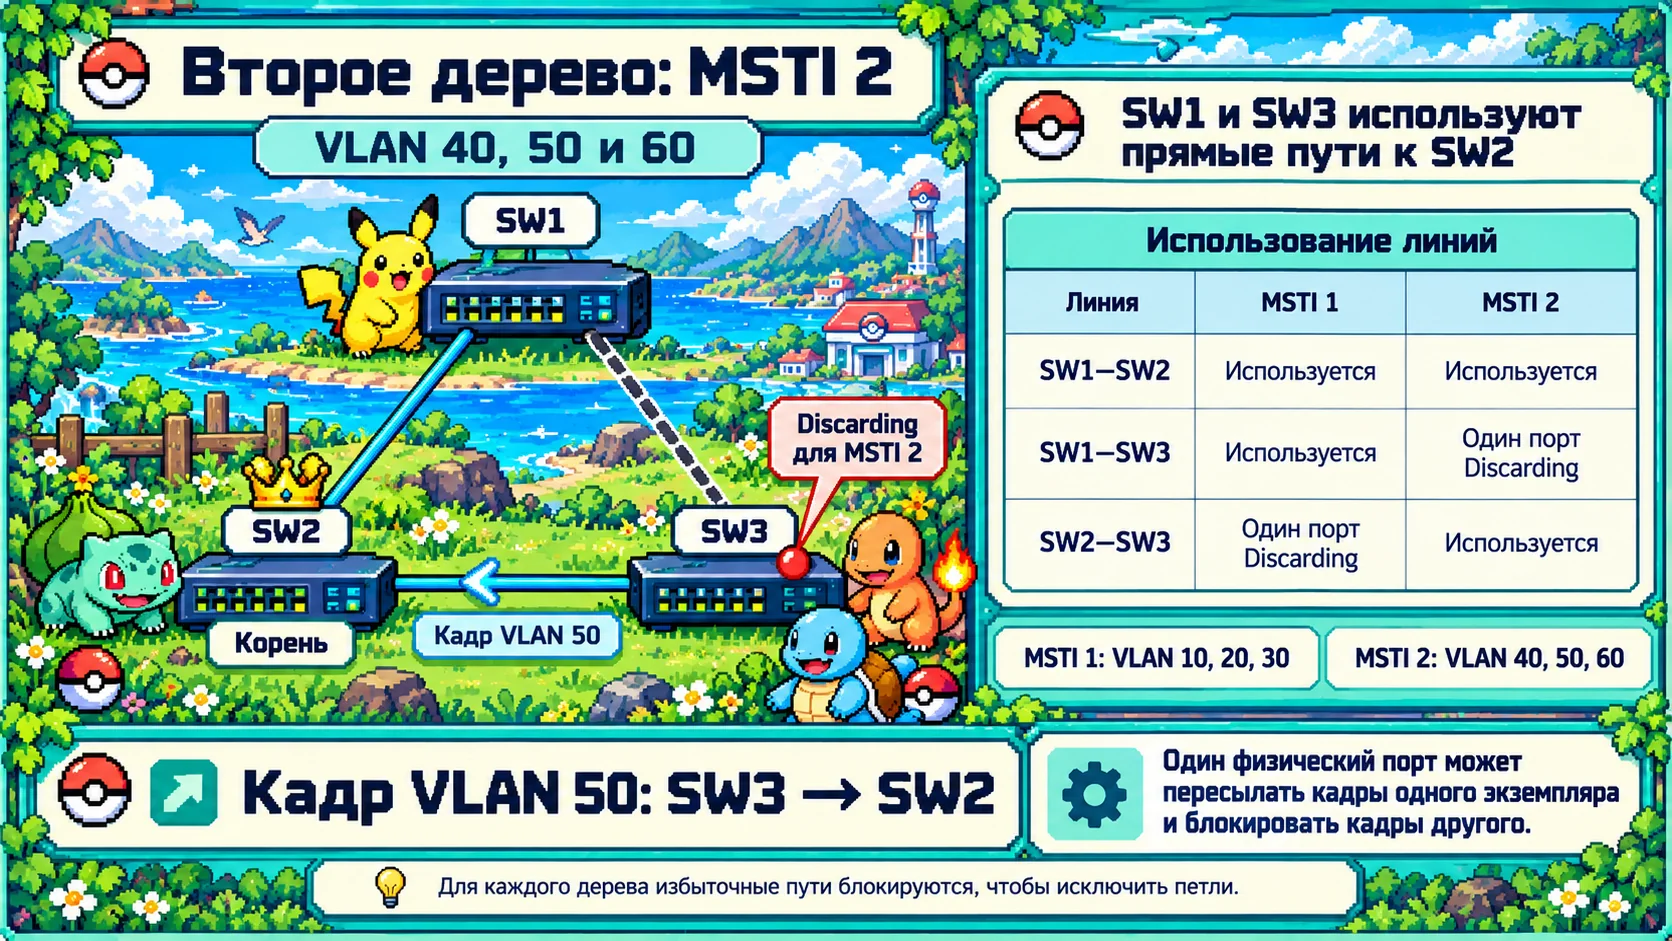 Второе дерево: MSTI 2
VLAN 40, 50 и 60
SW1
Discarding
для MSTI 2
SW2
SW3
Корень
Кадр VLAN 50
SW1 и SW3 используют
прямые пути к SW2
Использование линий
Линия MSTI 1 MSTI 2
SW1—SW2 Используется Используется
SW1—SW3 Используется Один порт Discarding
SW2—SW3 Один порт Discarding Используется
MSTI 1: VLAN 10, 20, 30
MSTI 2: VLAN 40, 50, 60
Кадр VLAN 50: SW3 → SW2
Один физический порт может
пересылать кадры одного экземпляра
и блокировать кадры другого.
Для каждого дерева избыточные пути блокируются, чтобы исключить петли.